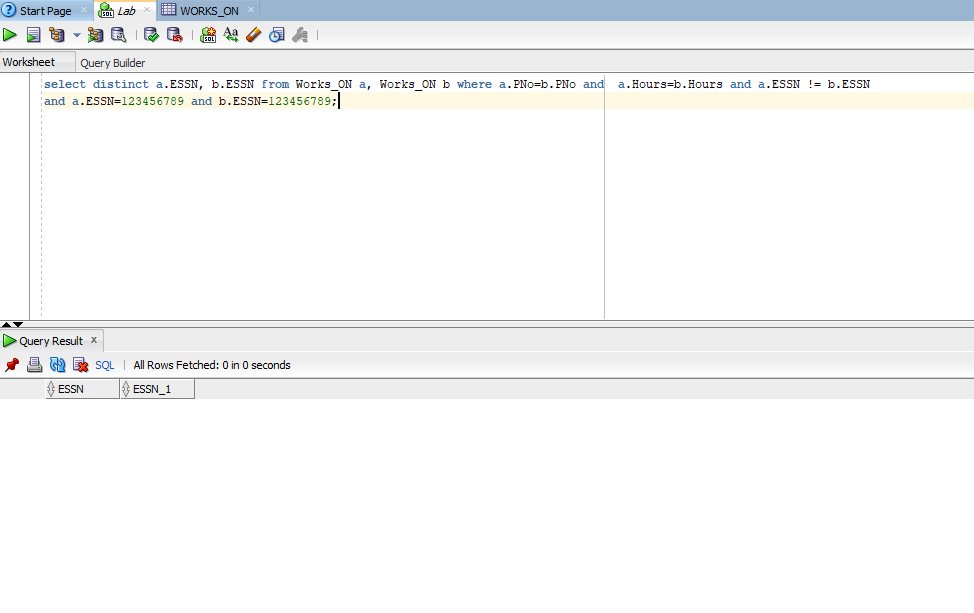 Start Page
Lab
WORKS_ON
Worksheet
Query Builder
select distinct a.ESSN, b.ESSN from Works_ON a, Works_ON b where a.PNo=b.PNo and  a.Hours=b.Hours and a.ESSN != b.ESSN
and a.ESSN=123456789 and b.ESSN=123456789;
Query Result
SQL | All Rows Fetched: 0 in 0 seconds
ESSN
ESSN_1